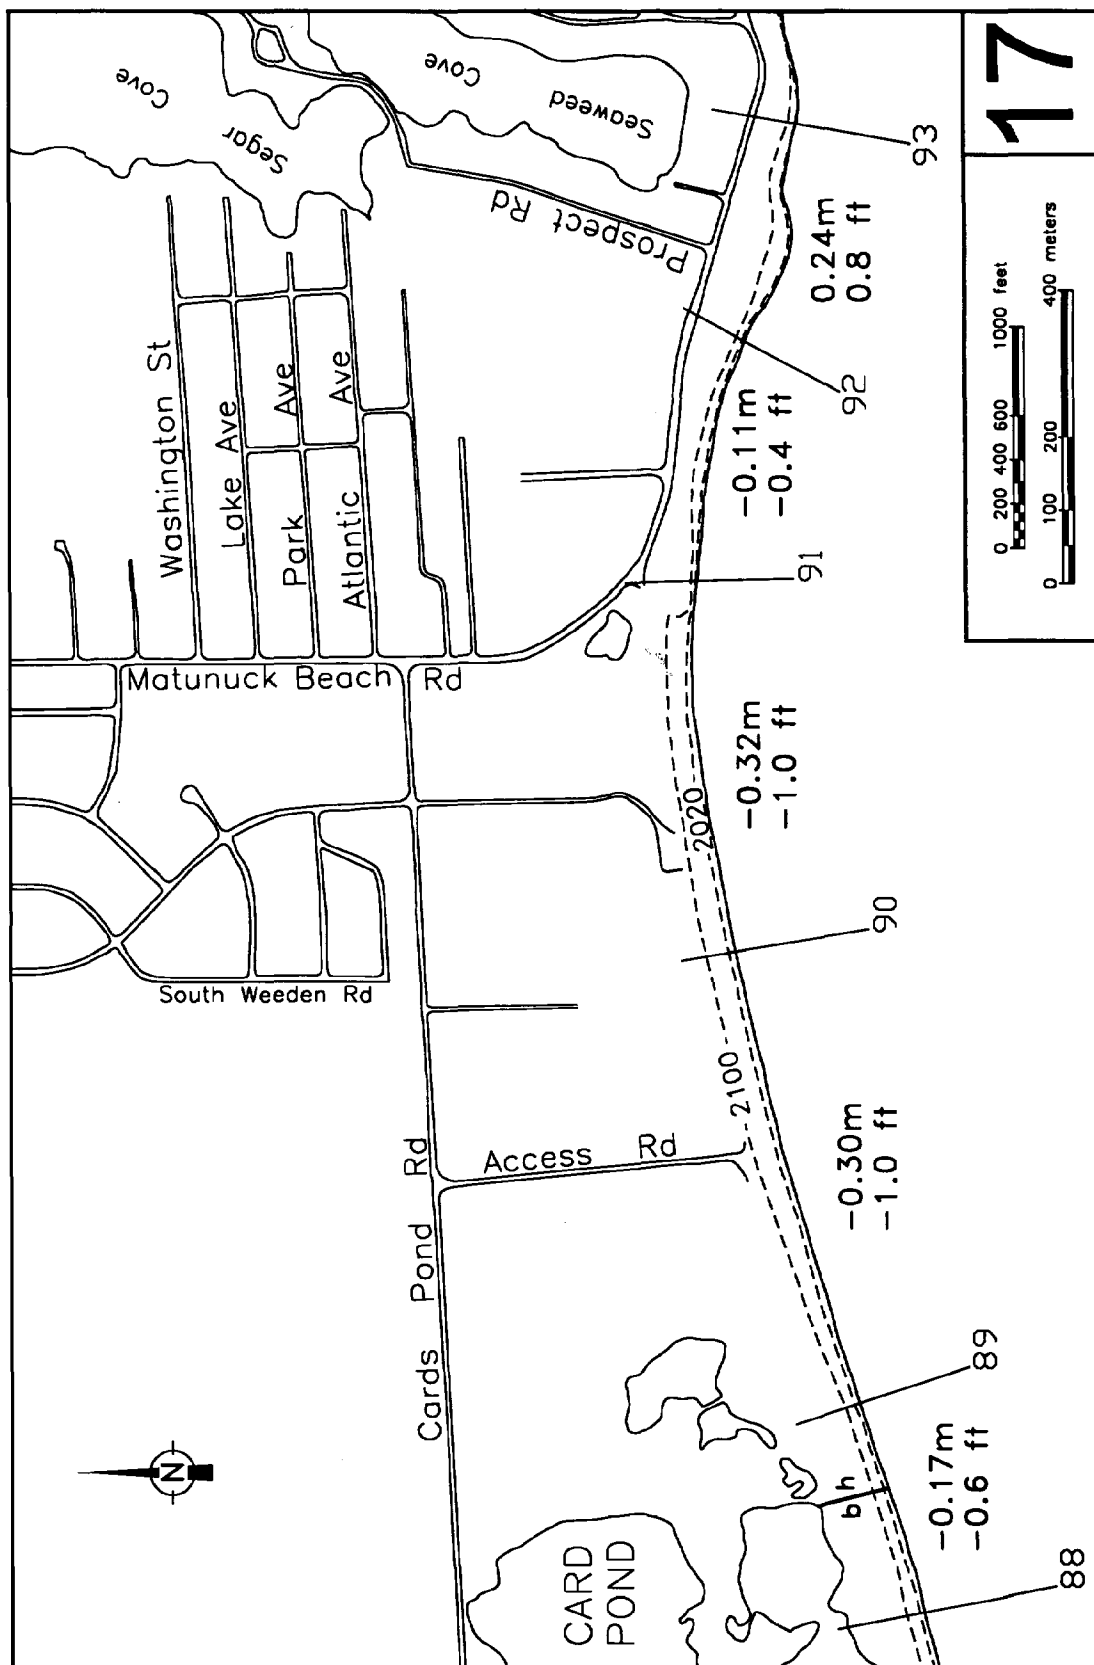 17
Segar
Cove
Seaweed
Cove
Prospect Rd
Washington St
Lake Ave
Park Ave
Atlantic Ave
Matunuck Beach Rd
South Weeden Rd
Cards Pond Rd
Access Rd
CARD
POND
N
bh
2020
2100
88
-0.17m
-0.6 ft
89
-0.30m
-1.0 ft
90
-0.32m
-1.0 ft
91
-0.11m
-0.4 ft
92
0.24m
0.8 ft
93
0 200 400 600 1000 feet
0 100 200 400 meters